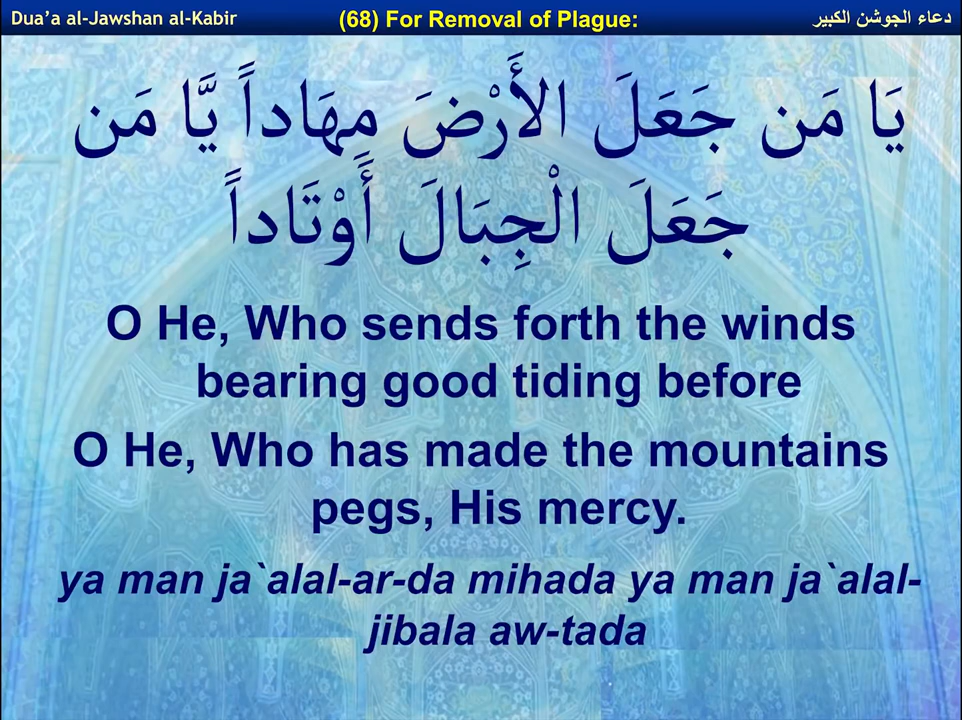 Dua’a al-Jawshan al-Kabir
(68) For Removal of Plague:
دعاء الجوشن الكبير
يَا مَن جَعَلَ الأَرْضَ مِهَاداً يَّا مَن
جَعَلَ الْجِبَالَ أَوْتَاداً
O He, Who sends forth the winds
bearing good tiding before
O He, Who has made the mountains
pegs, His mercy.
ya man ja`alal-ar-da mihada ya man ja`alal-
jibala aw-tada